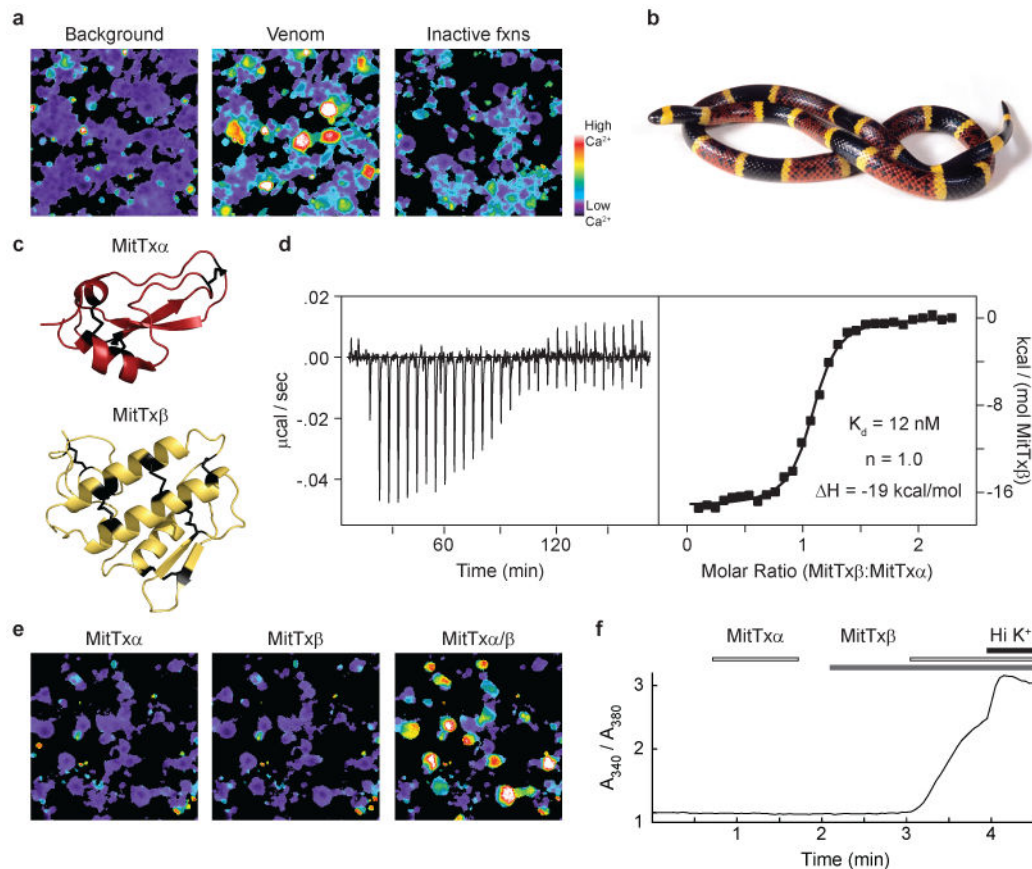 a
Background
Venom
Inactive fxns
High
Ca²⁺
Low
Ca²⁺
b
c
MitTxα
MitTxβ
d
.02
.00
-.02
-.04
μcal / sec
60
120
Time (min)
K_d = 12 nM
n = 1.0
ΔH = -19 kcal/mol
0
-8
-16
kcal / (mol MitTxβ)
0
1
2
Molar Ratio (MitTxβ:MitTxα)
e
MitTxα
MitTxβ
MitTxα/β
f
MitTxα
MitTxβ
Hi K⁺
3
2
1
A₃₄₀ / A₃₈₀
1
2
3
4
Time (min)